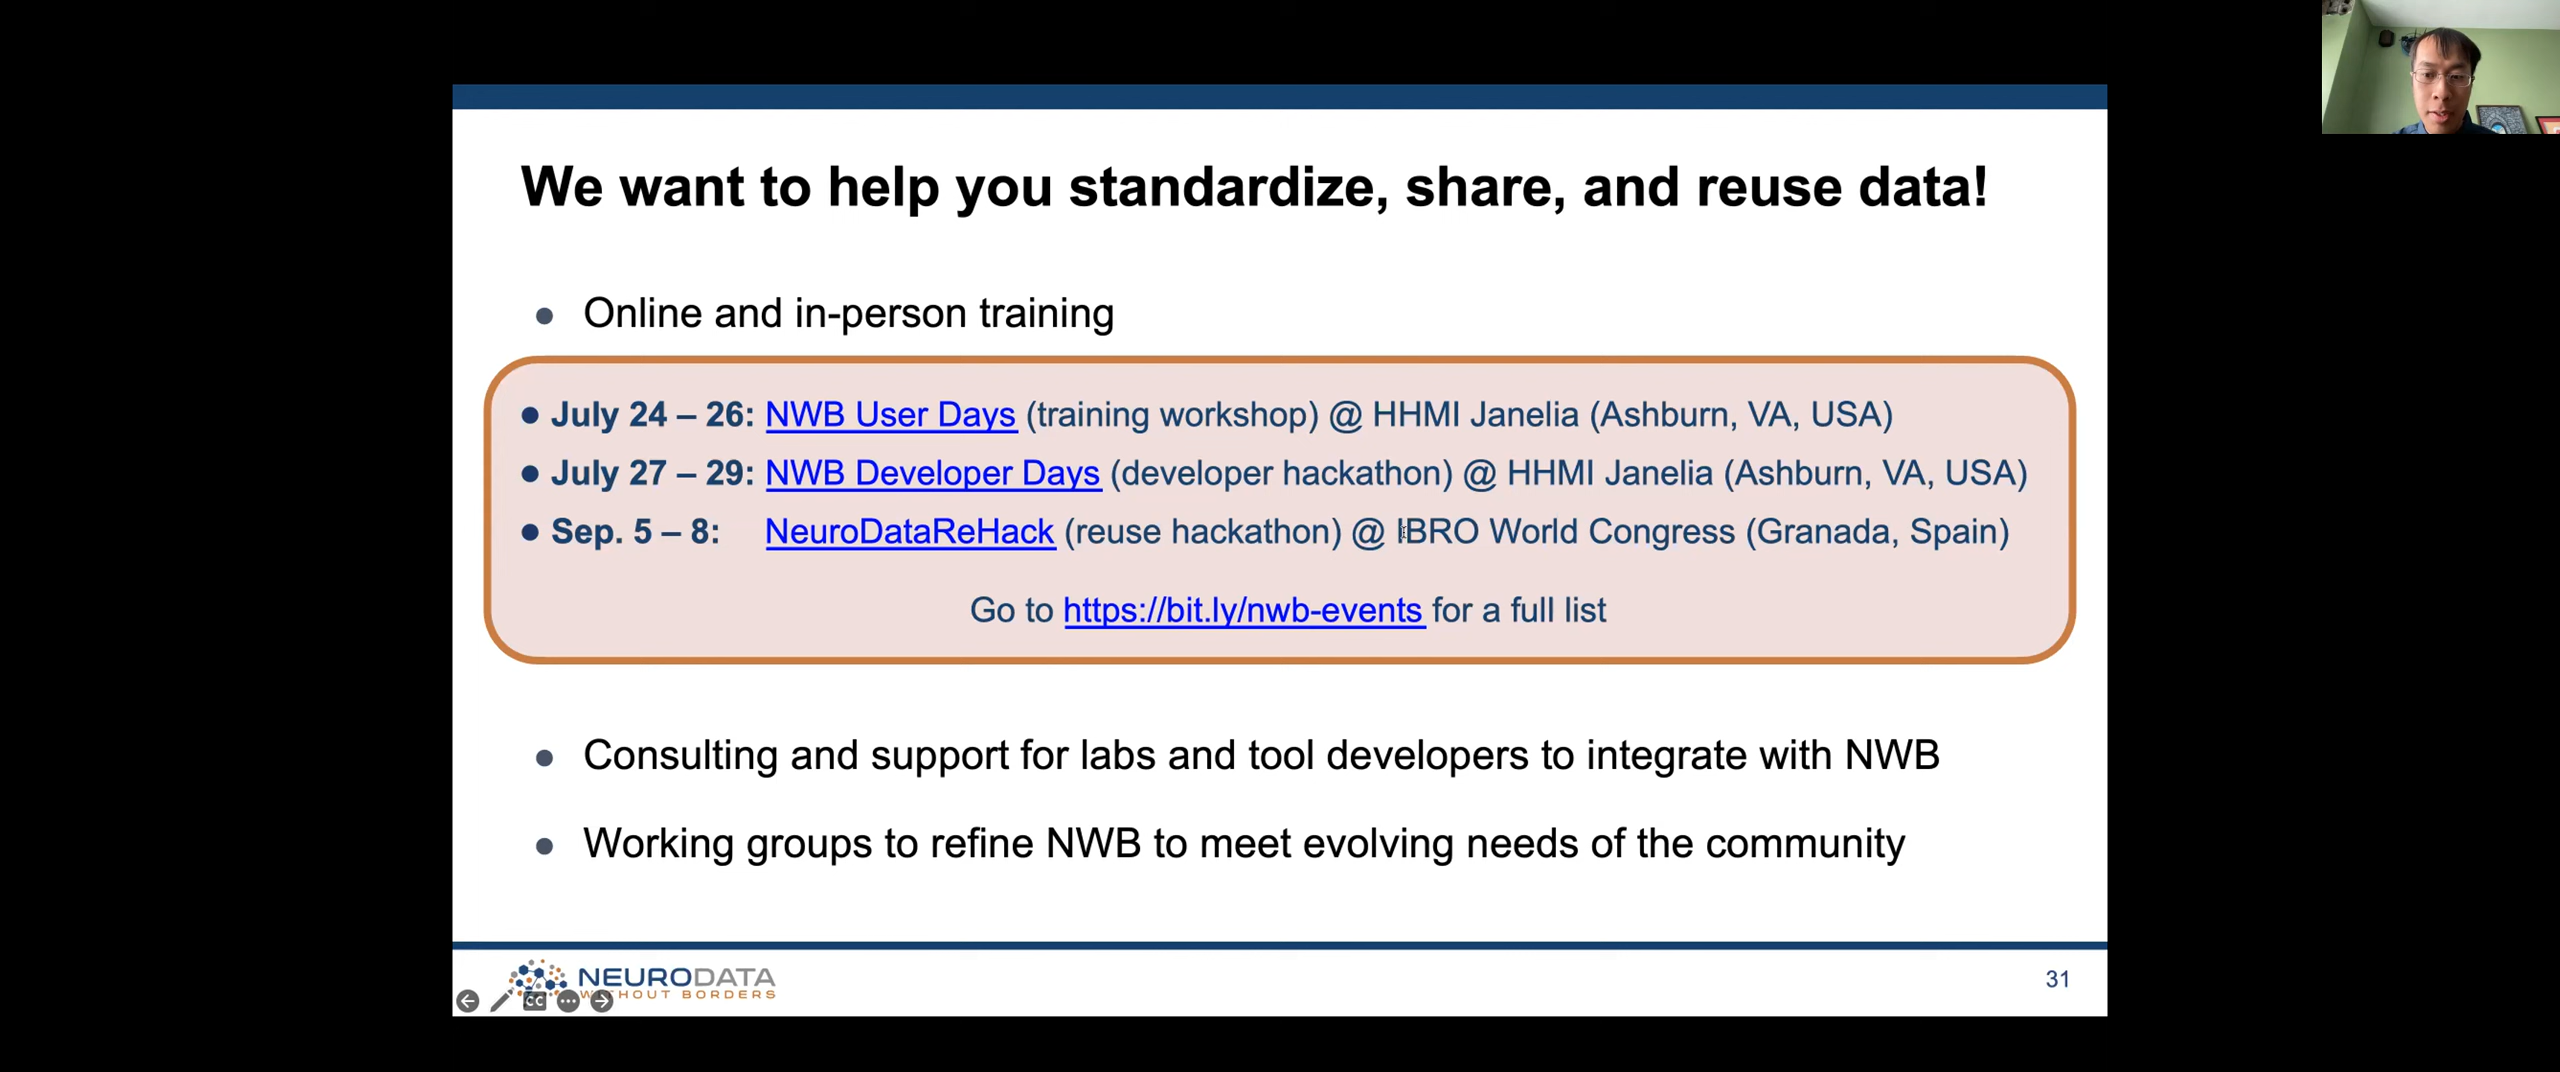 We want to help you standardize, share, and reuse data!
● Online and in-person training
● July 24 – 26: NWB User Days (training workshop) @ HHMI Janelia (Ashburn, VA, USA)
● July 27 – 29: NWB Developer Days (developer hackathon) @ HHMI Janelia (Ashburn, VA, USA)
● Sep. 5 – 8: NeuroDataReHack (reuse hackathon) @ IBRO World Congress (Granada, Spain)
Go to https://bit.ly/nwb-events for a full list
● Consulting and support for labs and tool developers to integrate with NWB
● Working groups to refine NWB to meet evolving needs of the community
NEURODATA
WITHOUT BORDERS
CC
31